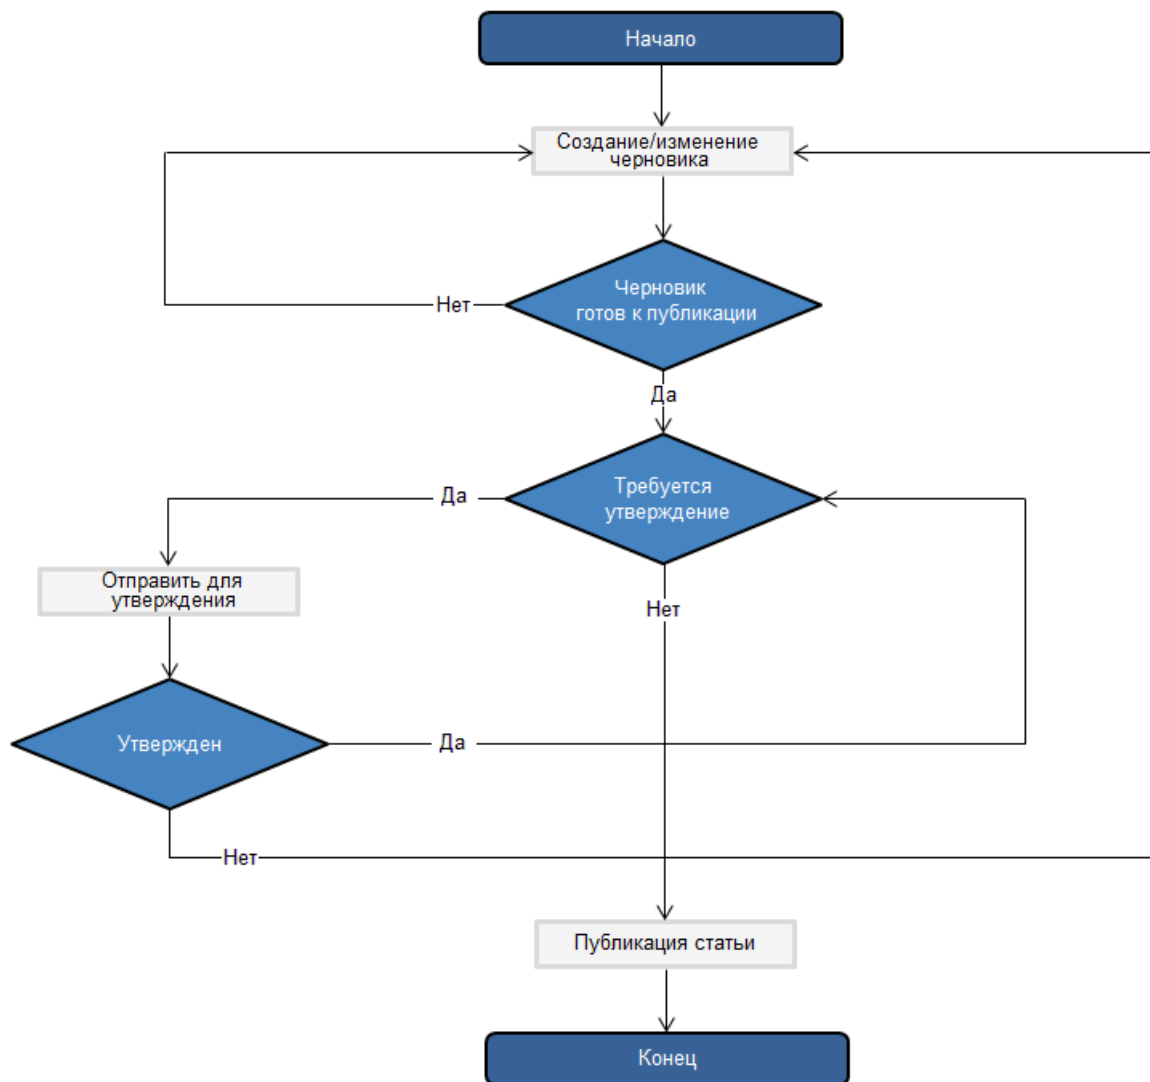 Начало
Создание/изменение
черновика
Черновик
готов к публикации
Нет
Да
Требуется
утверждение
Да
Отправить для
утверждения
Нет
Утвержден
Да
Нет
Публикация статьи
Конец